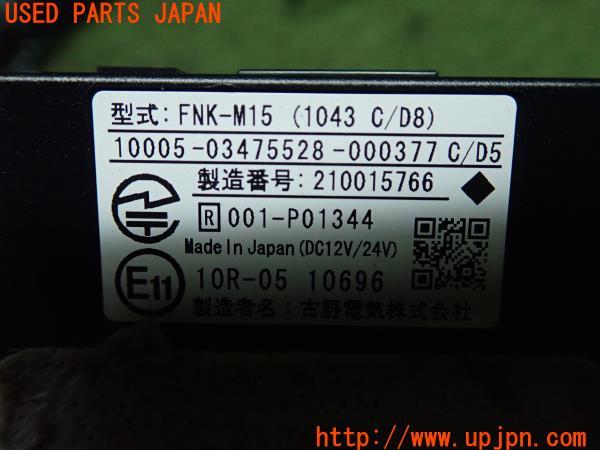 USED PARTS JAPAN
型式: FNK-M15 (1043 C/D8)
10005-03475528-000377 C/D5
製造番号: 210015766
R 001-P01344
Made In Japan (DC12V/24V)
E11 10R-05 10696
製造者名: 古野電気株式会社
http://www.upjpn.com/